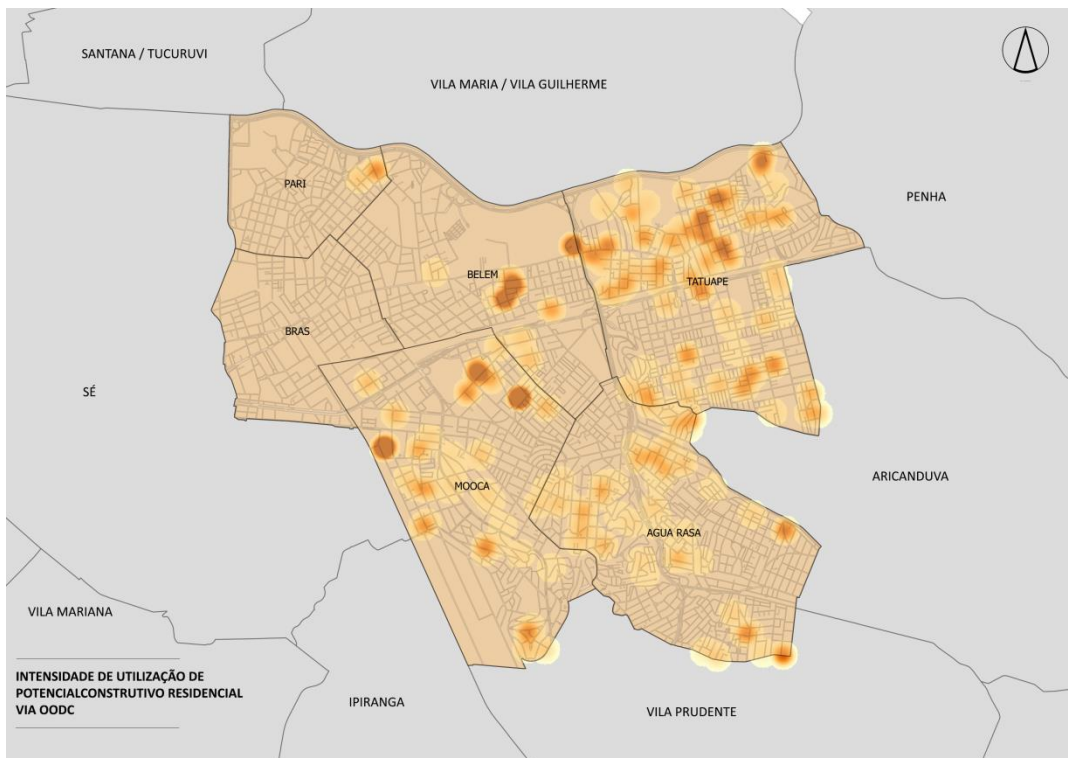 SANTANA / TUCURUVI
VILA MARIA / VILA GUILHERME
PENHA
PARI
BELEM
TATUAPE
BRAS
SÉ
MOOCA
ARICANDUVA
AGUA RASA
VILA MARIANA
IPIRANGA
VILA PRUDENTE
INTENSIDADE DE UTILIZAÇÃO DE
POTENCIALCONSTRUTIVO RESIDENCIAL
VIA OODC